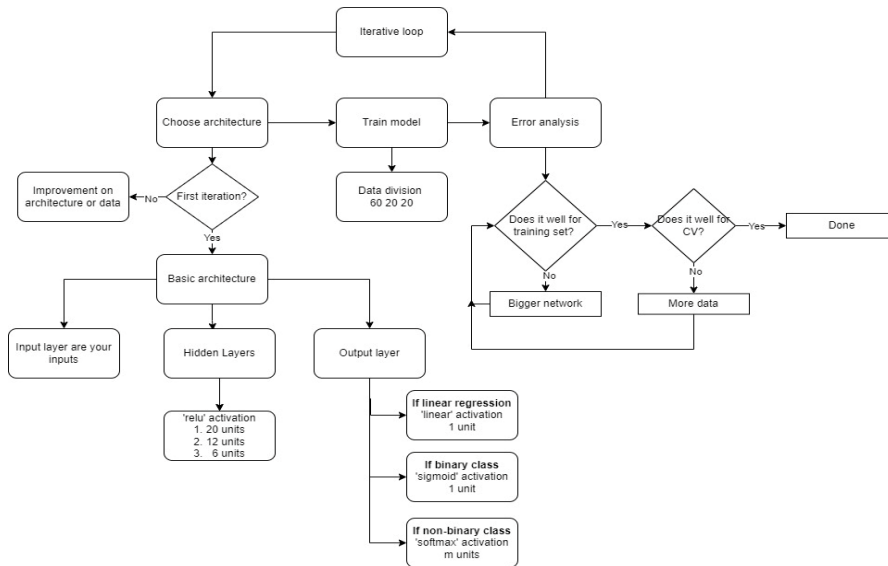 Iterative loop
Choose architecture
Train model
Error analysis
Improvement on
architecture or data
No
First iteration?
Yes
Data division
60 20 20
Does it well for
training set?
Yes
No
Does it well for
CV?
Yes
No
Done
Bigger network
More data
Basic architecture
Input layer are your
inputs
Hidden Layers
Output layer
'relu' activation
1. 20 units
2. 12 units
3. 6 units
If linear regression
'linear' activation
1 unit
If binary class
'sigmoid' activation
1 unit
If non-binary class
'softmax' activation
m units